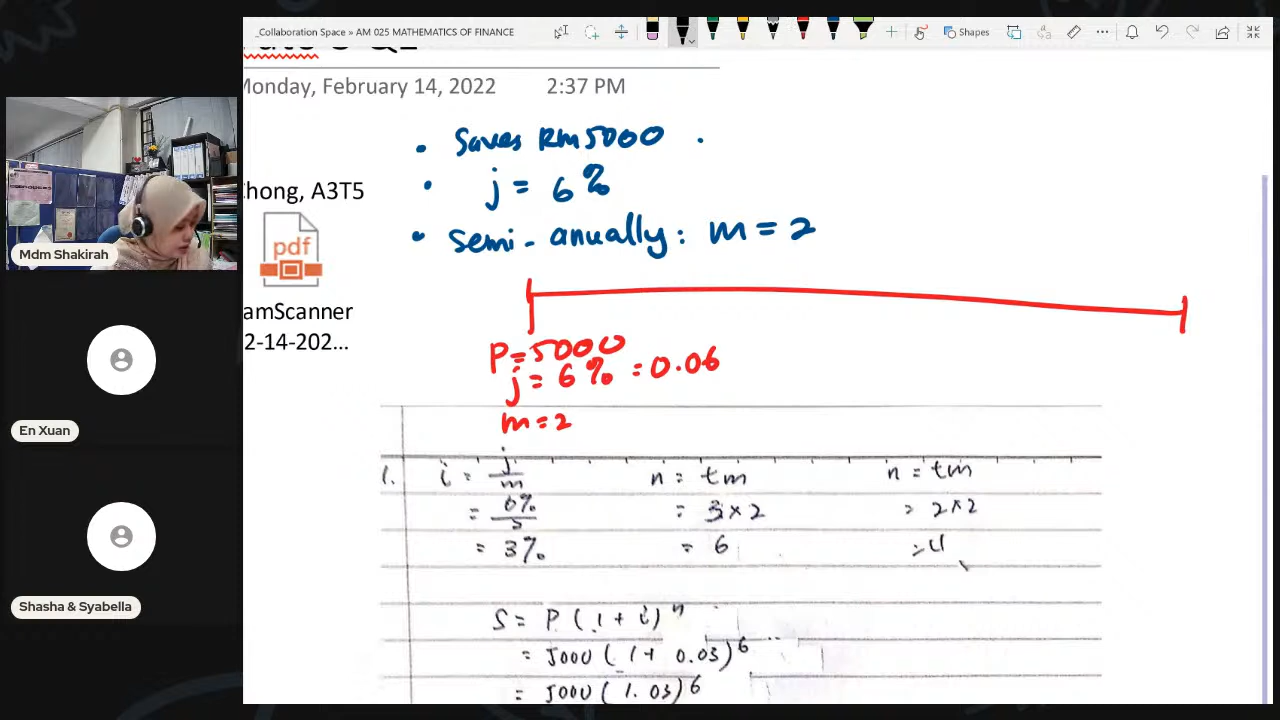 _Collaboration Space » AM 025 MATHEMATICS OF FINANCE
Shapes
Monday, February 14, 2022 2:37 PM
• Saves RM5000
• j = 6%
• Semi - anually : m = 2
Chong, A3T5
pdf
amScanner
2-14-202...
P=5000
j = 6% = 0.06
m = 2
1. i = j/m n = tm n = tm
= 6%/2 = 3×2 = 2×2
= 3% = 6 = 4
S = P(1+i)^n
= 5000(1+ 0.03)^6
= 5000(1.03)^6
Mdm Shakirah
En Xuan
Shasha & Syabella